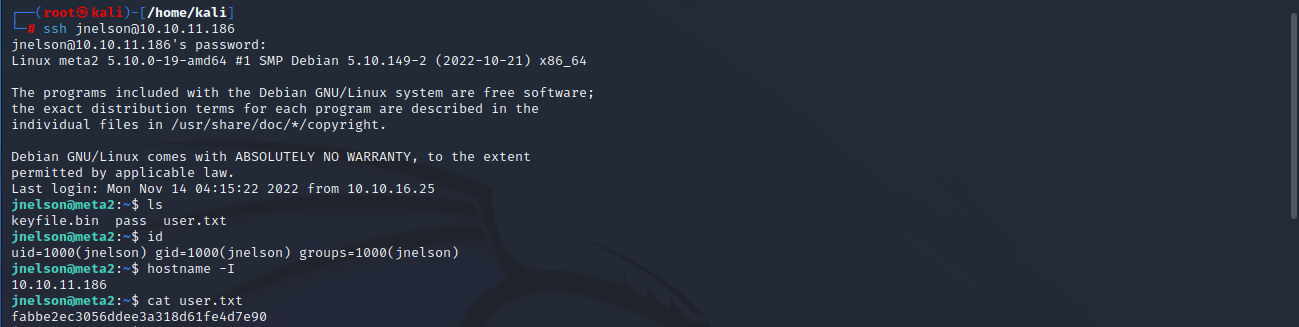 ┌──(root㉿kali)-[/home/kali]
└─# ssh jnelson@10.10.11.186
jnelson@10.10.11.186's password:
Linux meta2 5.10.0-19-amd64 #1 SMP Debian 5.10.149-2 (2022-10-21) x86_64

The programs included with the Debian GNU/Linux system are free software;
the exact distribution terms for each program are described in the
individual files in /usr/share/doc/*/copyright.

Debian GNU/Linux comes with ABSOLUTELY NO WARRANTY, to the extent
permitted by applicable law.
Last login: Mon Nov 14 04:15:22 2022 from 10.10.16.25
jnelson@meta2:~$ ls
keyfile.bin  pass  user.txt
jnelson@meta2:~$ id
uid=1000(jnelson) gid=1000(jnelson) groups=1000(jnelson)
jnelson@meta2:~$ hostname -I
10.10.11.186
jnelson@meta2:~$ cat user.txt
fabbe2ec3056ddee3a318d61fe4d7e90